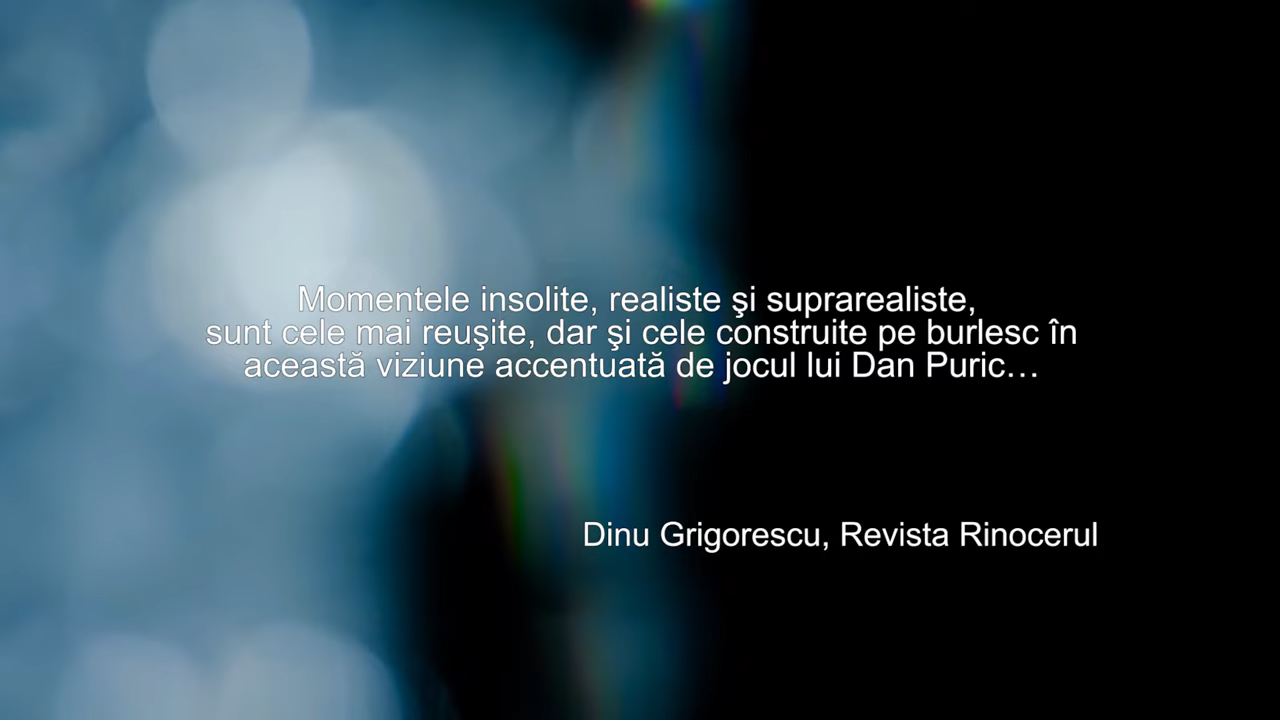 Momentele insolite, realiste şi suprarealiste,
sunt cele mai reuşite, dar şi cele construite pe burlesc în
această viziune accentuată de jocul lui Dan Puric…
Dinu Grigorescu, Revista Rinocerul